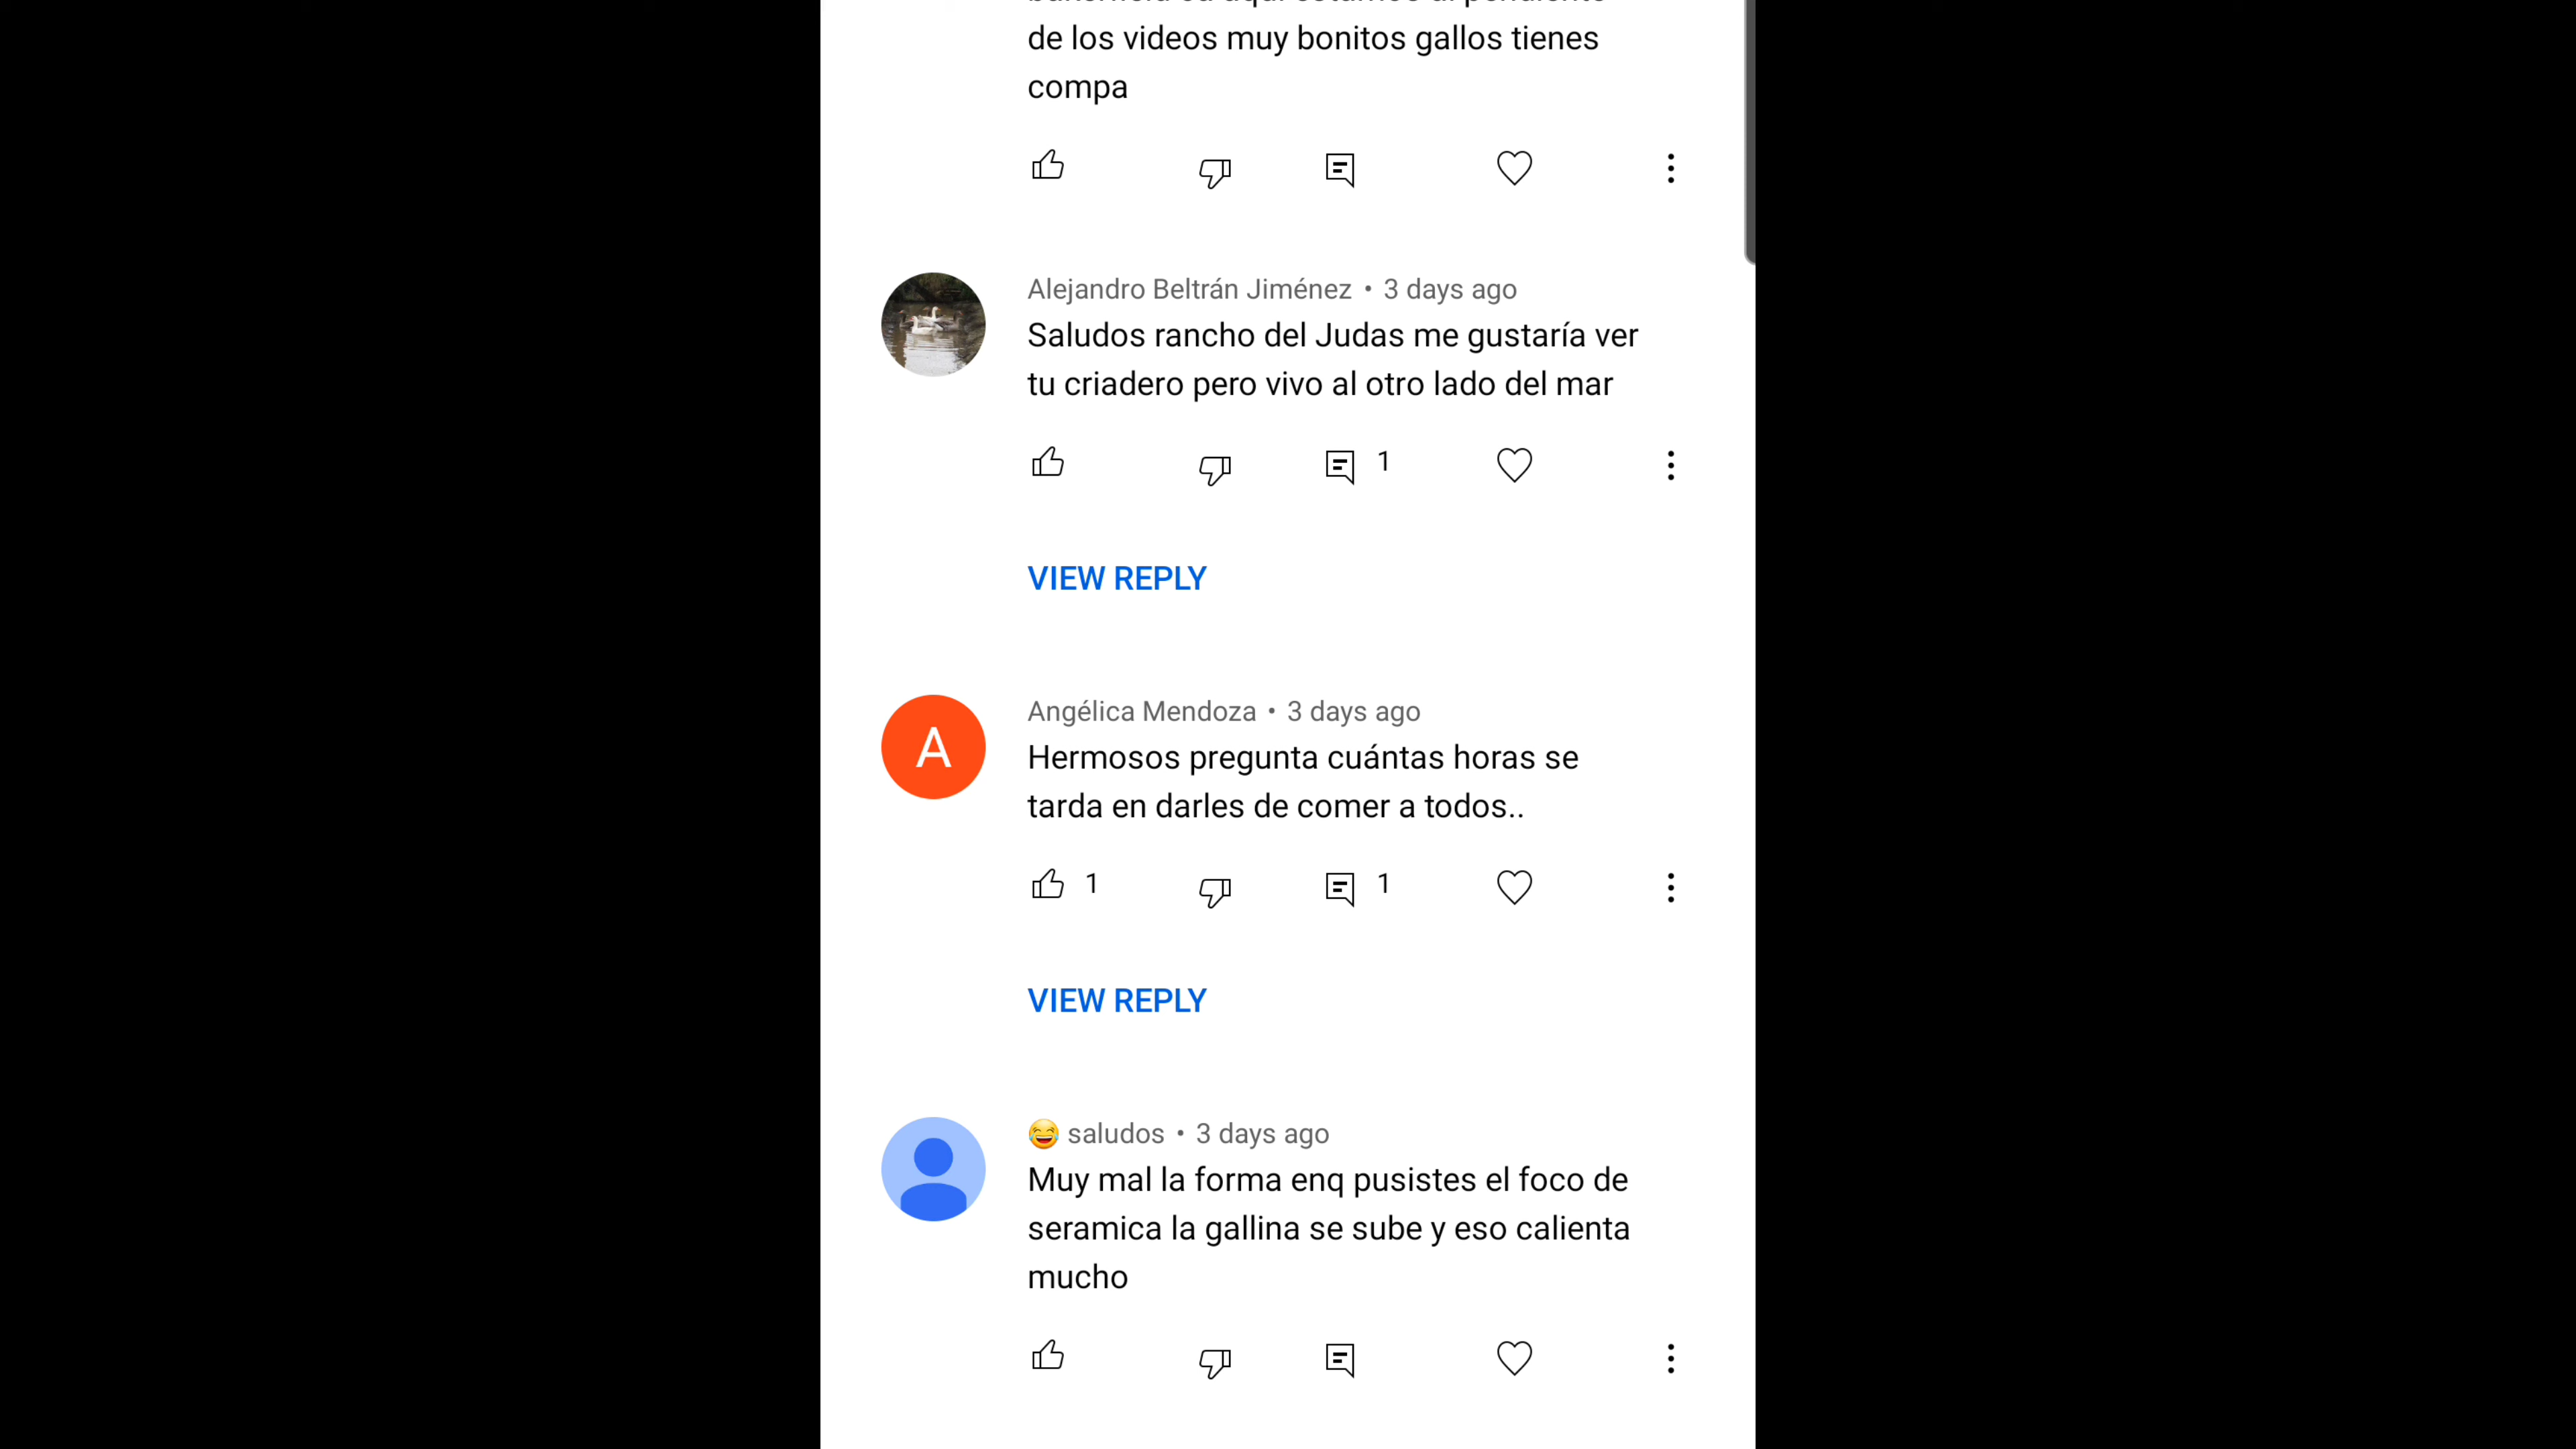 de los videos muy bonitos gallos tienes
compa
Alejandro Beltrán Jiménez • 3 days ago
Saludos rancho del Judas me gustaría ver
tu criadero pero vivo al otro lado del mar
1
VIEW REPLY
A
Angélica Mendoza • 3 days ago
Hermosos pregunta cuántas horas se
tarda en darles de comer a todos..
1 1
VIEW REPLY
😂 saludos • 3 days ago
Muy mal la forma enq pusistes el foco de
seramica la gallina se sube y eso calienta
mucho